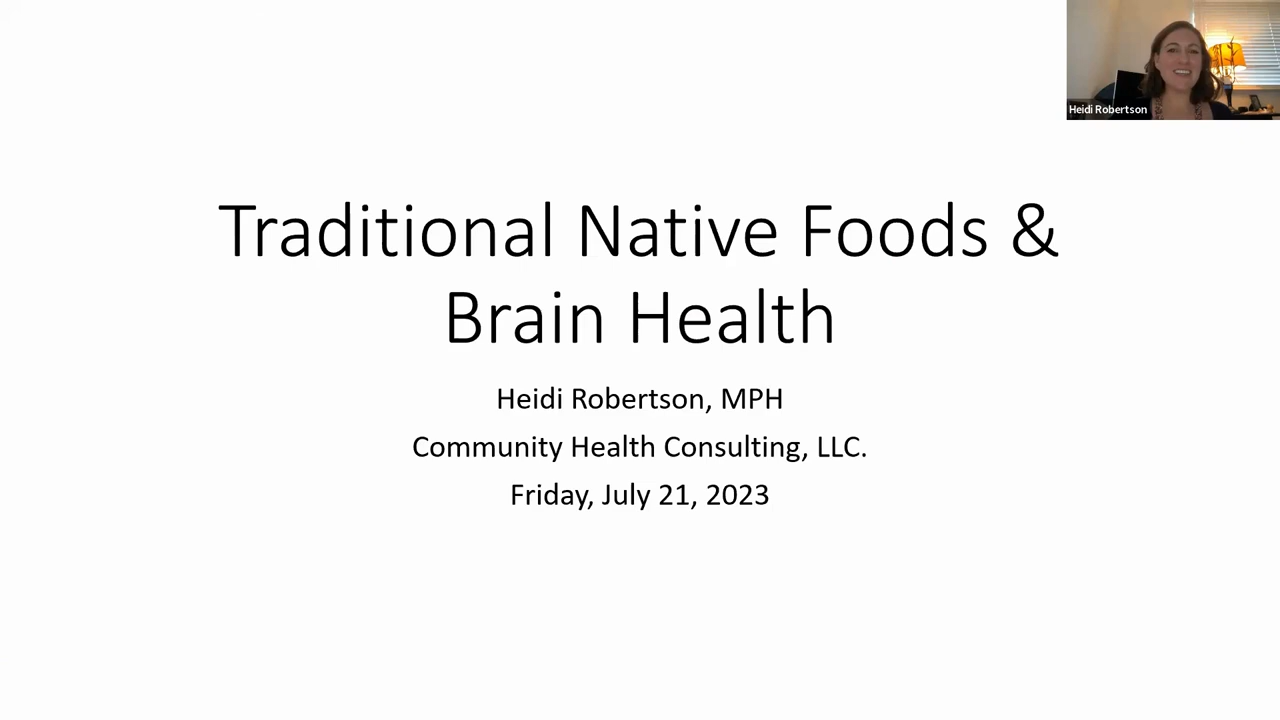 Heidi Robertson
Traditional Native Foods &
Brain Health
Heidi Robertson, MPH
Community Health Consulting, LLC.
Friday, July 21, 2023